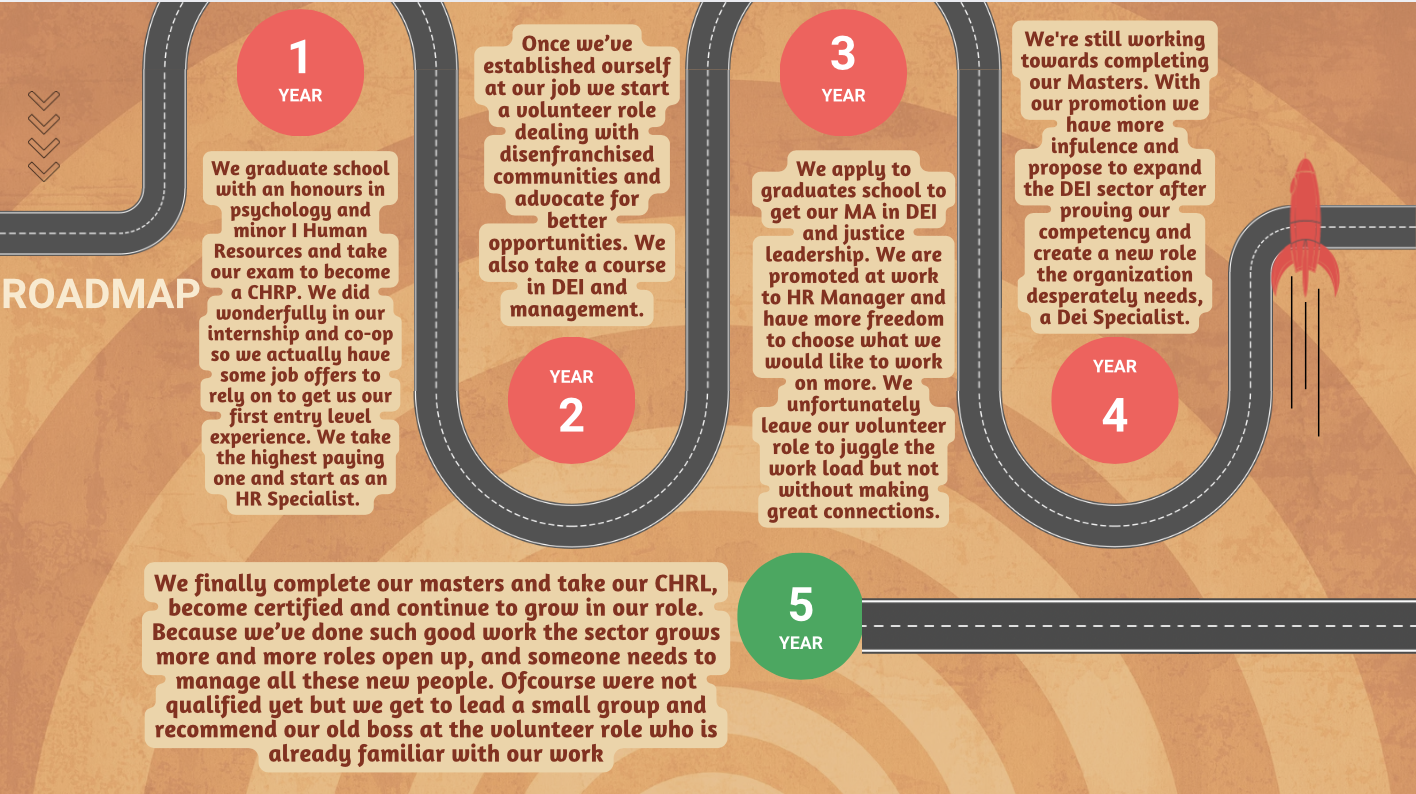 ROADMAP
1
YEAR
We graduate school
with an honours in
psychology and
minor I Human
Resources and take
our exam to become
a CHRP. We did
wonderfully in our
internship and co-op
so we actually have
some job offers to
rely on to get us our
first entry level
experience. We take
the highest paying
one and start as an
HR Specialist.
Once we’ve
established ourself
at our job we start
a volunteer role
dealing with
disenfranchised
communities and
advocate for
better
opportunities. We
also take a course
in DEI and
management.
YEAR
2
3
YEAR
We apply to
graduates school to
get our MA in DEI
and justice
leadership. We are
promoted at work
to HR Manager and
have more freedom
to choose what we
would like to work
on more. We
unfortunately
leave our volunteer
role to juggle the
work load but not
without making
great connections.
We're still working
towards completing
our Masters. With
our promotion we
have more
infulence and
propose to expand
the DEI sector after
proving our
competency and
create a new role
the organization
desperately needs,
a Dei Specialist.
YEAR
4
We finally complete our masters and take our CHRL,
become certified and continue to grow in our role.
Because we’ve done such good work the sector grows
more and more roles open up, and someone needs to
manage all these new people. Ofcourse were not
qualified yet but we get to lead a small group and
recommend our old boss at the volunteer role who is
already familiar with our work
5
YEAR